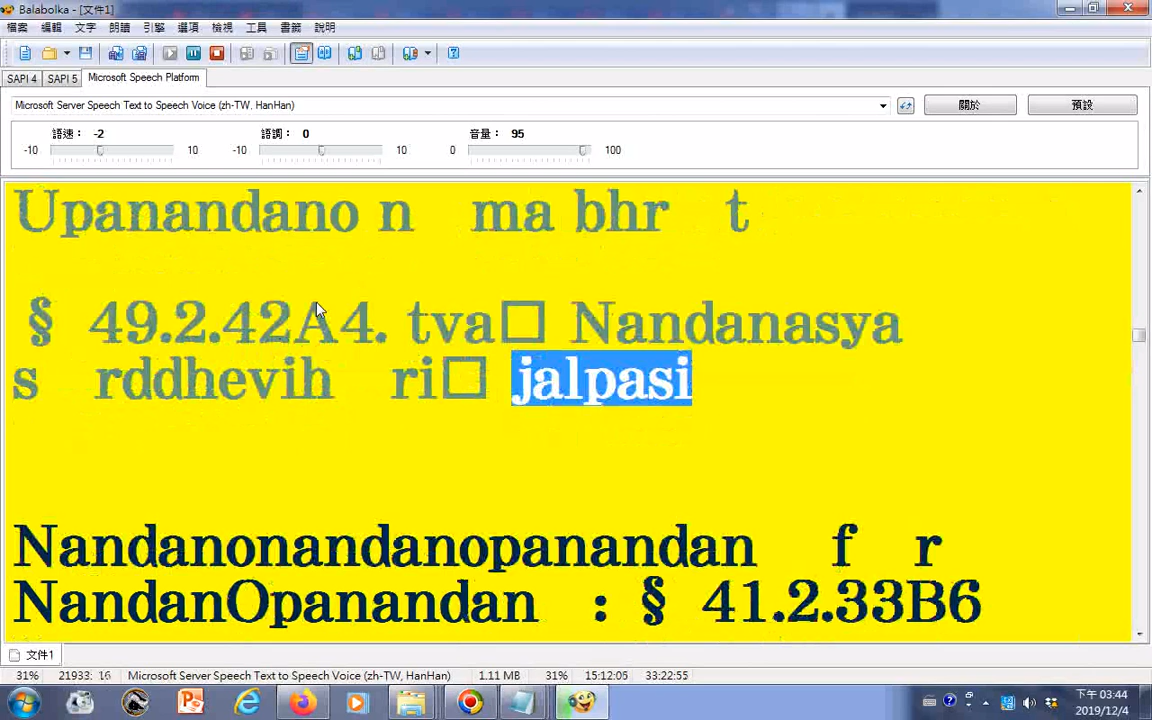 Balabolka - [文件1]
檔案 編輯 文字 朗讀 引擎 選項 檢視 工具 書籤 說明
SAPI 4 SAPI 5 Microsoft Speech Platform
Microsoft Server Speech Text to Speech Voice (zh-TW, HanHan) 關於 預設
語速： -2 語調： 0 音量： 95
-10 10 -10 10 0 100
Upanandano n ma bhr t
§ 49.2.42A4. tva□ Nandanasya
s rddhevih ri□ jalpasi
Nandanonandanopanandan f r
NandanOpanandan : § 41.2.33B6
文件1
31% 21933: 16 Microsoft Server Speech Text to Speech Voice (zh-TW, HanHan) 1.11 MB 31% 15:12:05 33:22:55
下午 03:44
2019/12/4